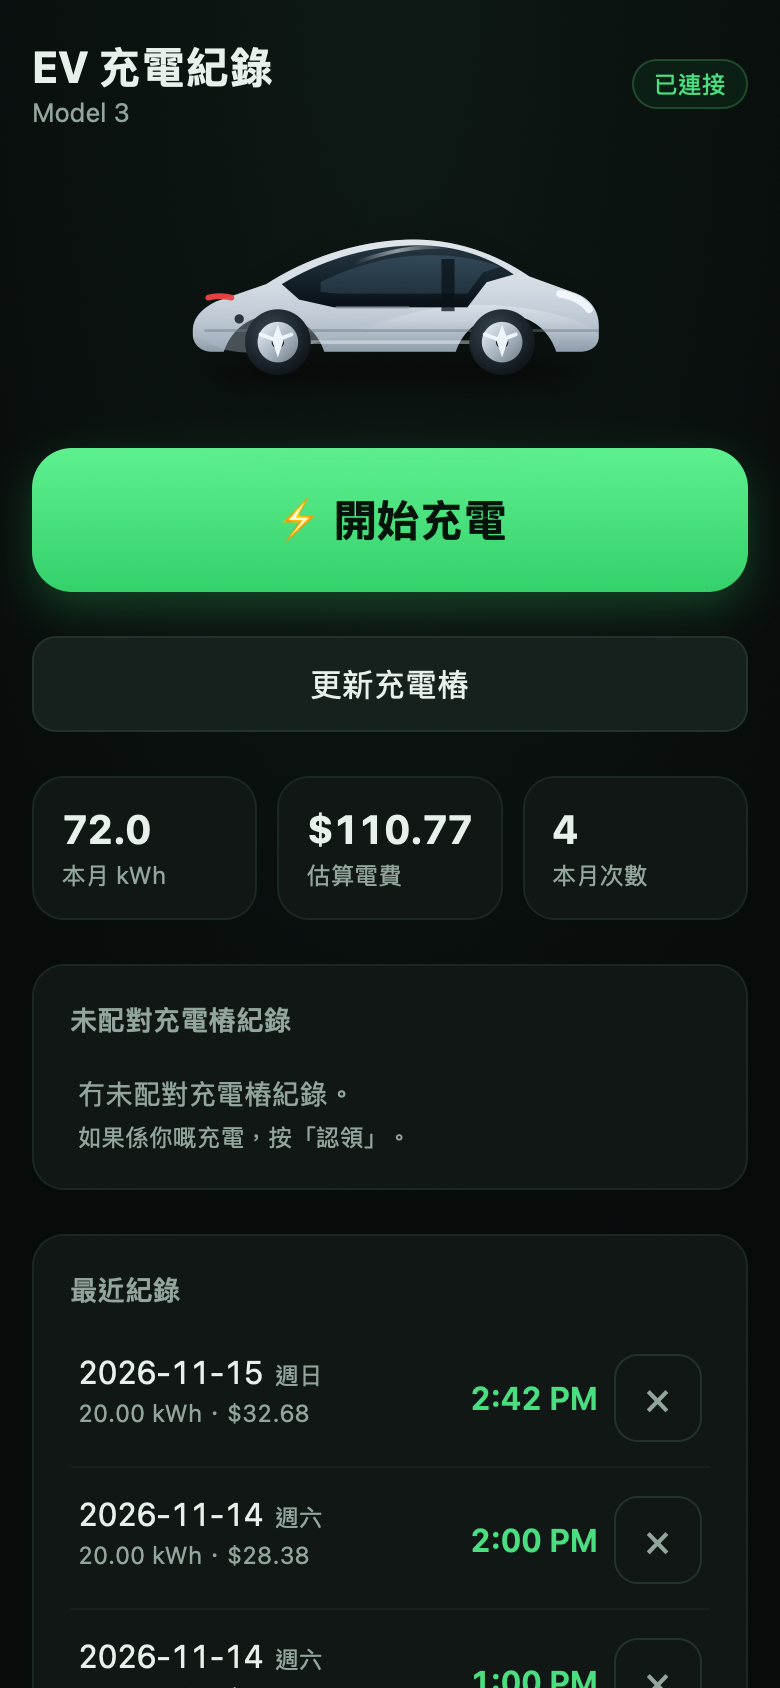 EV 充電紀錄
Model 3
已連接
⚡ 開始充電
更新充電樁
72.0
本月 kWh
$110.77
估算電費
4
本月次數
未配對充電樁紀錄
冇未配對充電樁紀錄。
如果係你嘅充電，按「認領」。
最近紀錄
2026-11-15 週日
20.00 kWh · $32.68
2:42 PM
×
2026-11-14 週六
20.00 kWh · $28.38
2:00 PM
×
2026-11-14 週六
1:00 PM
×